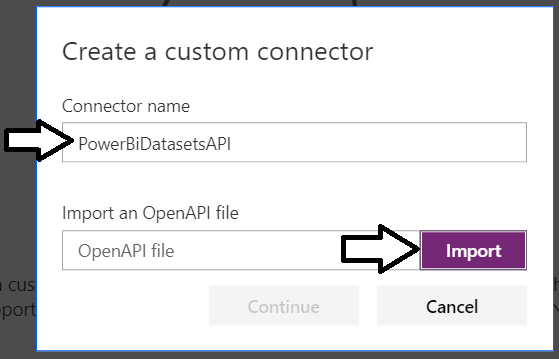 Create a custom connector
Connector name
PowerBiDatasetsAPI
Import an OpenAPI file
OpenAPI file
Import
Continue
Cancel